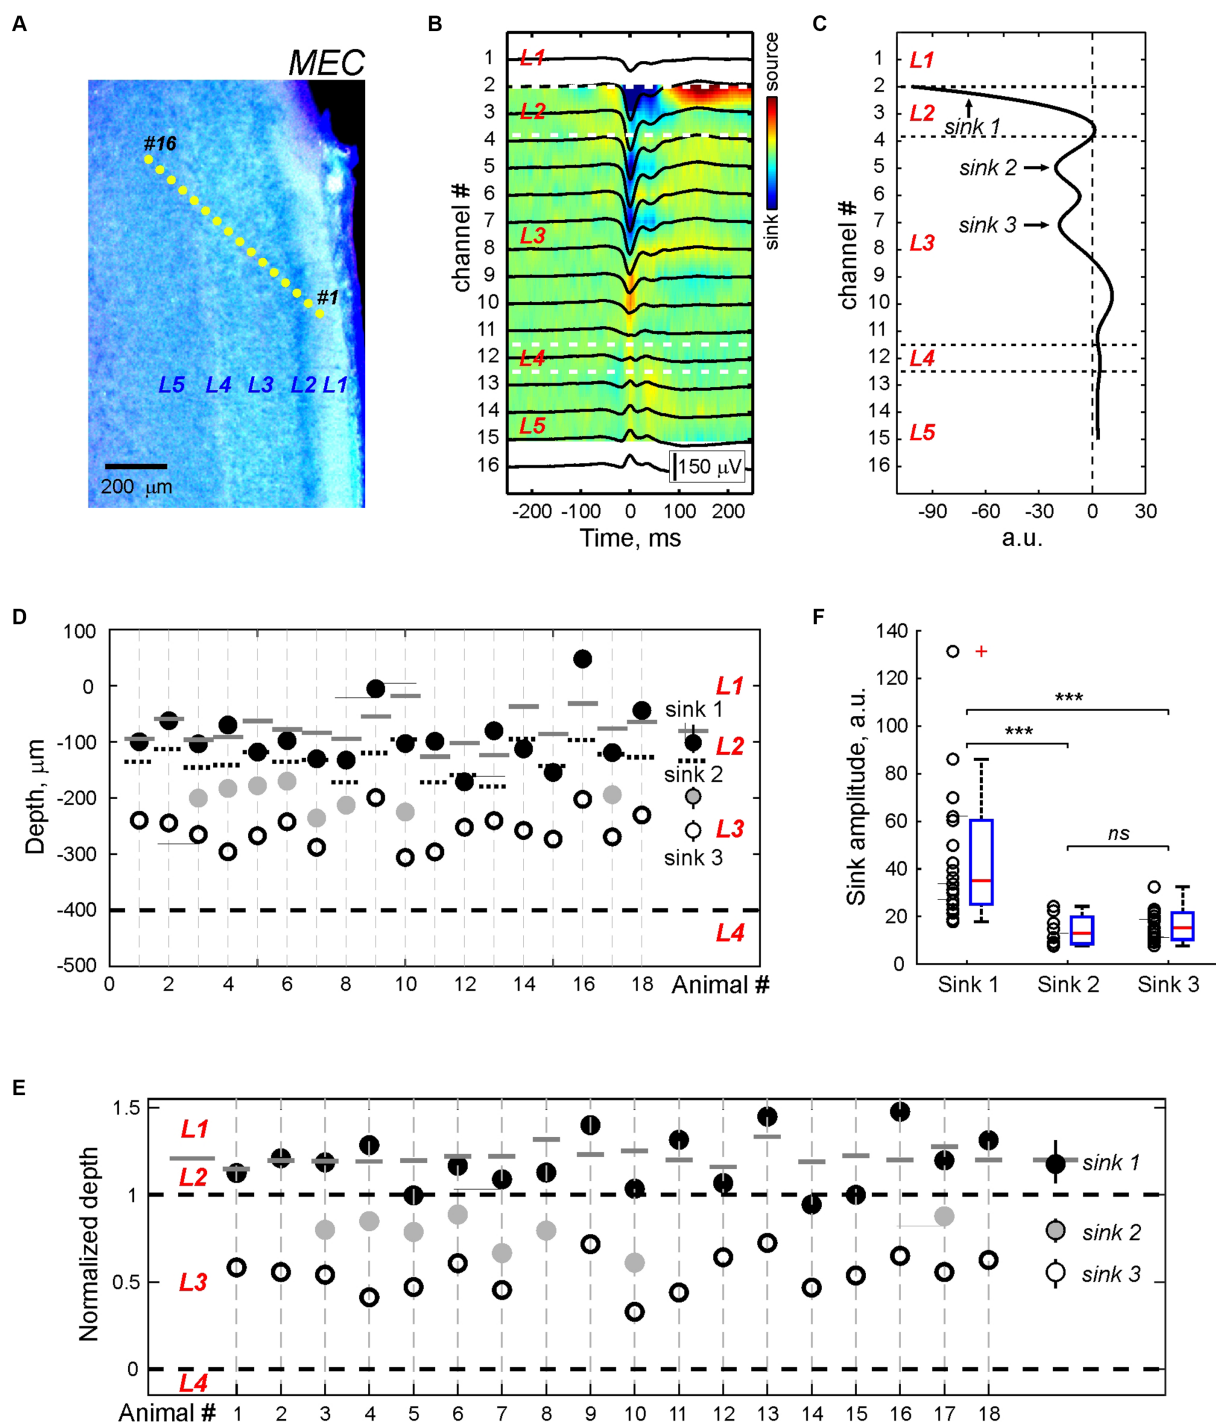 A
MEC
#16
#1
L5 L4 L3 L2 L1
200 μm
B
channel #
1
2
3
4
5
6
7
8
9
10
11
12
13
14
15
16
L1
L2
L3
L4
L5
150 μV
-200 -100 0 100 200
Time, ms
source
sink
C
channel #
1
2
3
4
5
6
7
8
9
10
11
12
13
14
15
16
L1
L2
L3
L4
L5
sink 1
sink 2
sink 3
-90 -60 -30 0 30
a.u.
D
Depth, μm
100
0
-100
-200
-300
-400
-500
L1
sink 1
L2
sink 2
L3
sink 3
L4
0 2 4 6 8 10 12 14 16 18 Animal #
F
Sink amplitude, a.u.
140
120
100
80
60
40
20
0
***
***
ns
Sink 1 Sink 2 Sink 3
E
Normalized depth
1.5
1
0.5
0
L1
L2
L3
L4
sink 1
sink 2
sink 3
Animal # 1 2 3 4 5 6 7 8 9 10 11 12 13 14 15 16 17 18